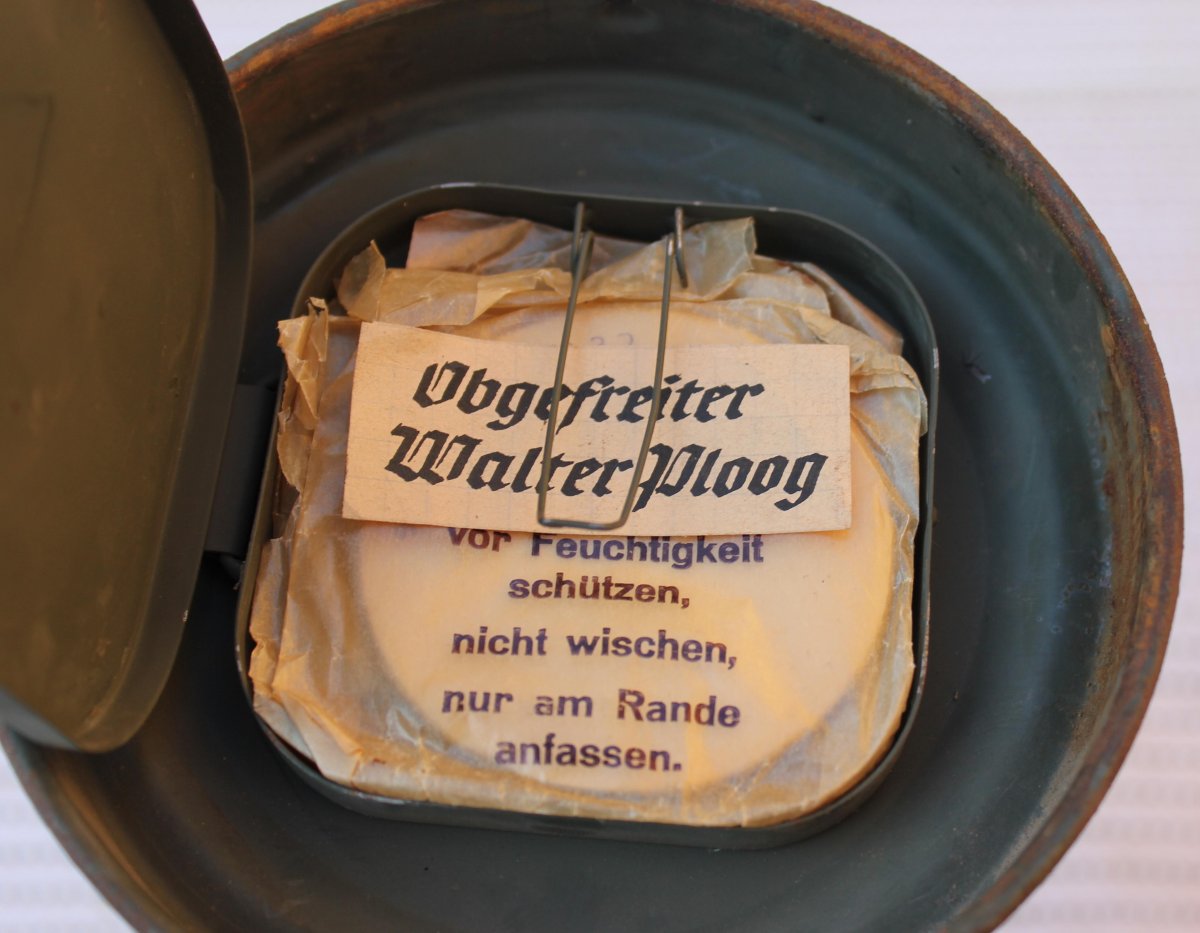 Obgefreiter
Walter Ploog
vor Feuchtigkeit
schützen,
nicht wischen,
nur am Rande
anfassen.